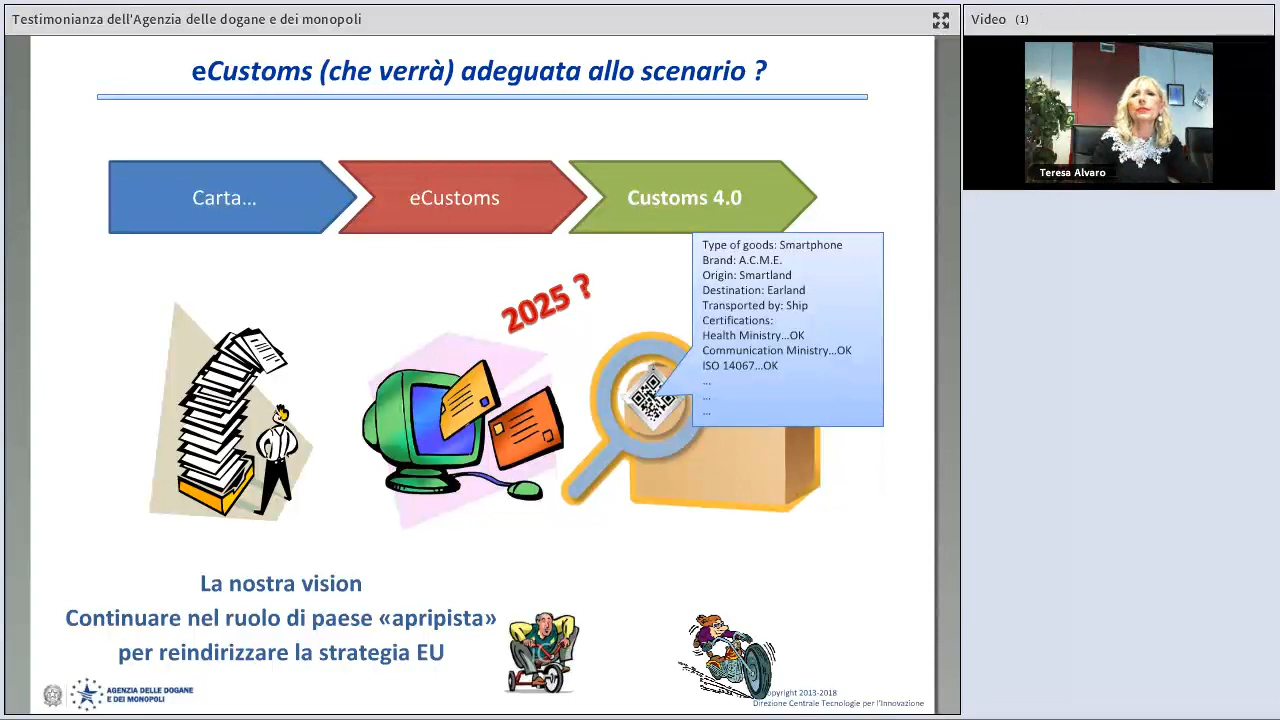 Testimonianza dell'Agenzia delle dogane e dei monopoli
Video (1)
Teresa Alvaro
eCustoms (che verrà) adeguata allo scenario ?
Carta...
eCustoms
Customs 4.0
Type of goods: Smartphone
Brand: A.C.M.E.
Origin: Smartland
Destination: Earland
Transported by: Ship
Certifications:
Health Ministry...OK
Communication Ministry...OK
ISO 14067...OK
...
...
...
2025 ?
La nostra vision
Continuare nel ruolo di paese «apripista»
per reindirizzare la strategia EU
AGENZIA DELLE DOGANE
E DEI MONOPOLI
opyright 2013-2018
Direzione Centrale Tecnologie per l'Innovazione